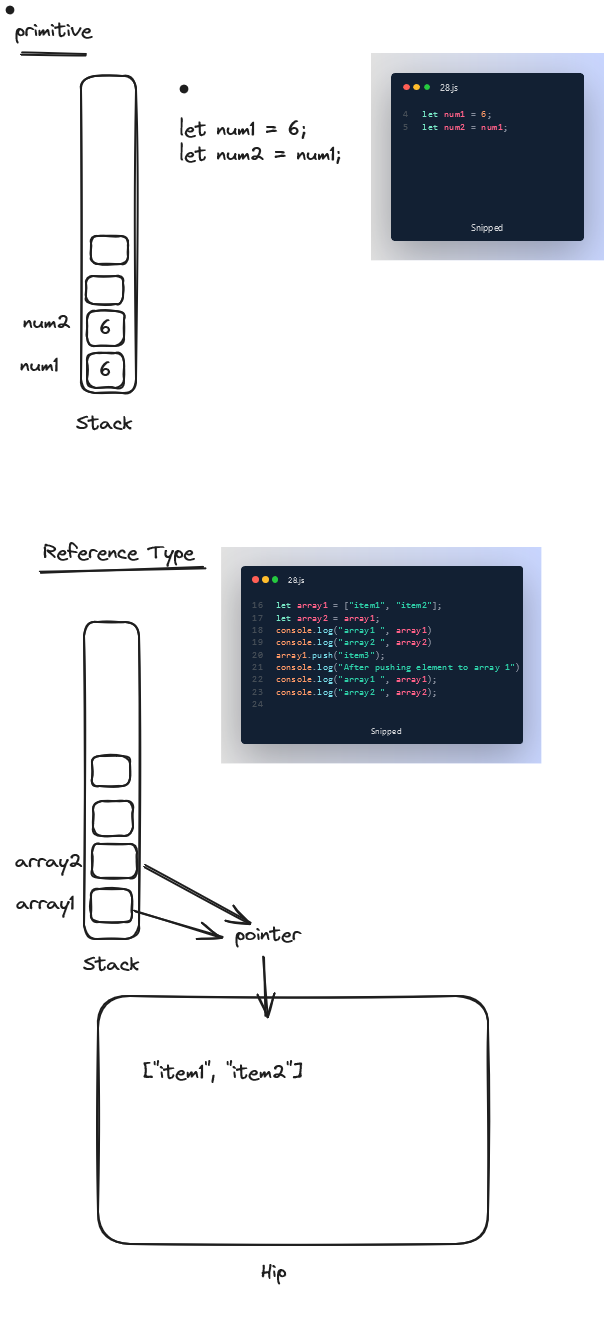 primitive
let num1 = 6;
let num2 = num1;
28.js
4 let num1 = 6;
5 let num2 = num1;
Snipped
num2 6
num1 6
Stack
Reference Type
28.js
16 let array1 = ["item1", "item2"];
17 let array2 = array1;
18 console.log("array1 ", array1)
19 console.log("array2 ", array2)
20 array1.push("item3");
21 console.log("After pushing element to array 1")
22 console.log("array1 ", array1);
23 console.log("array2 ", array2);
24
Snipped
array2
array1
pointer
Stack
["item1", "item2"]
Hip